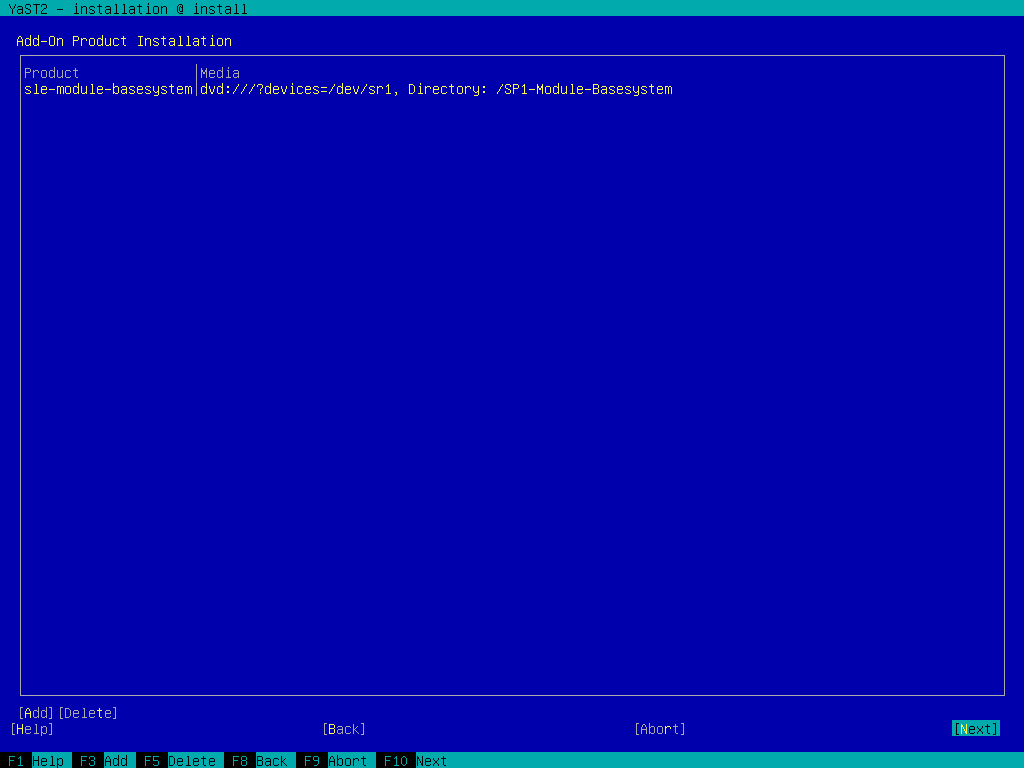 YaST2 - installation @ install
Add-On Product Installation
Product Media
sle-module-basesystem dvd:///?devices=/dev/sr1, Directory: /SP1-Module-Basesystem
[Add] [Delete]
[Help] [Back] [Abort] [Next]
F1 Help F3 Add F5 Delete F8 Back F9 Abort F10 Next